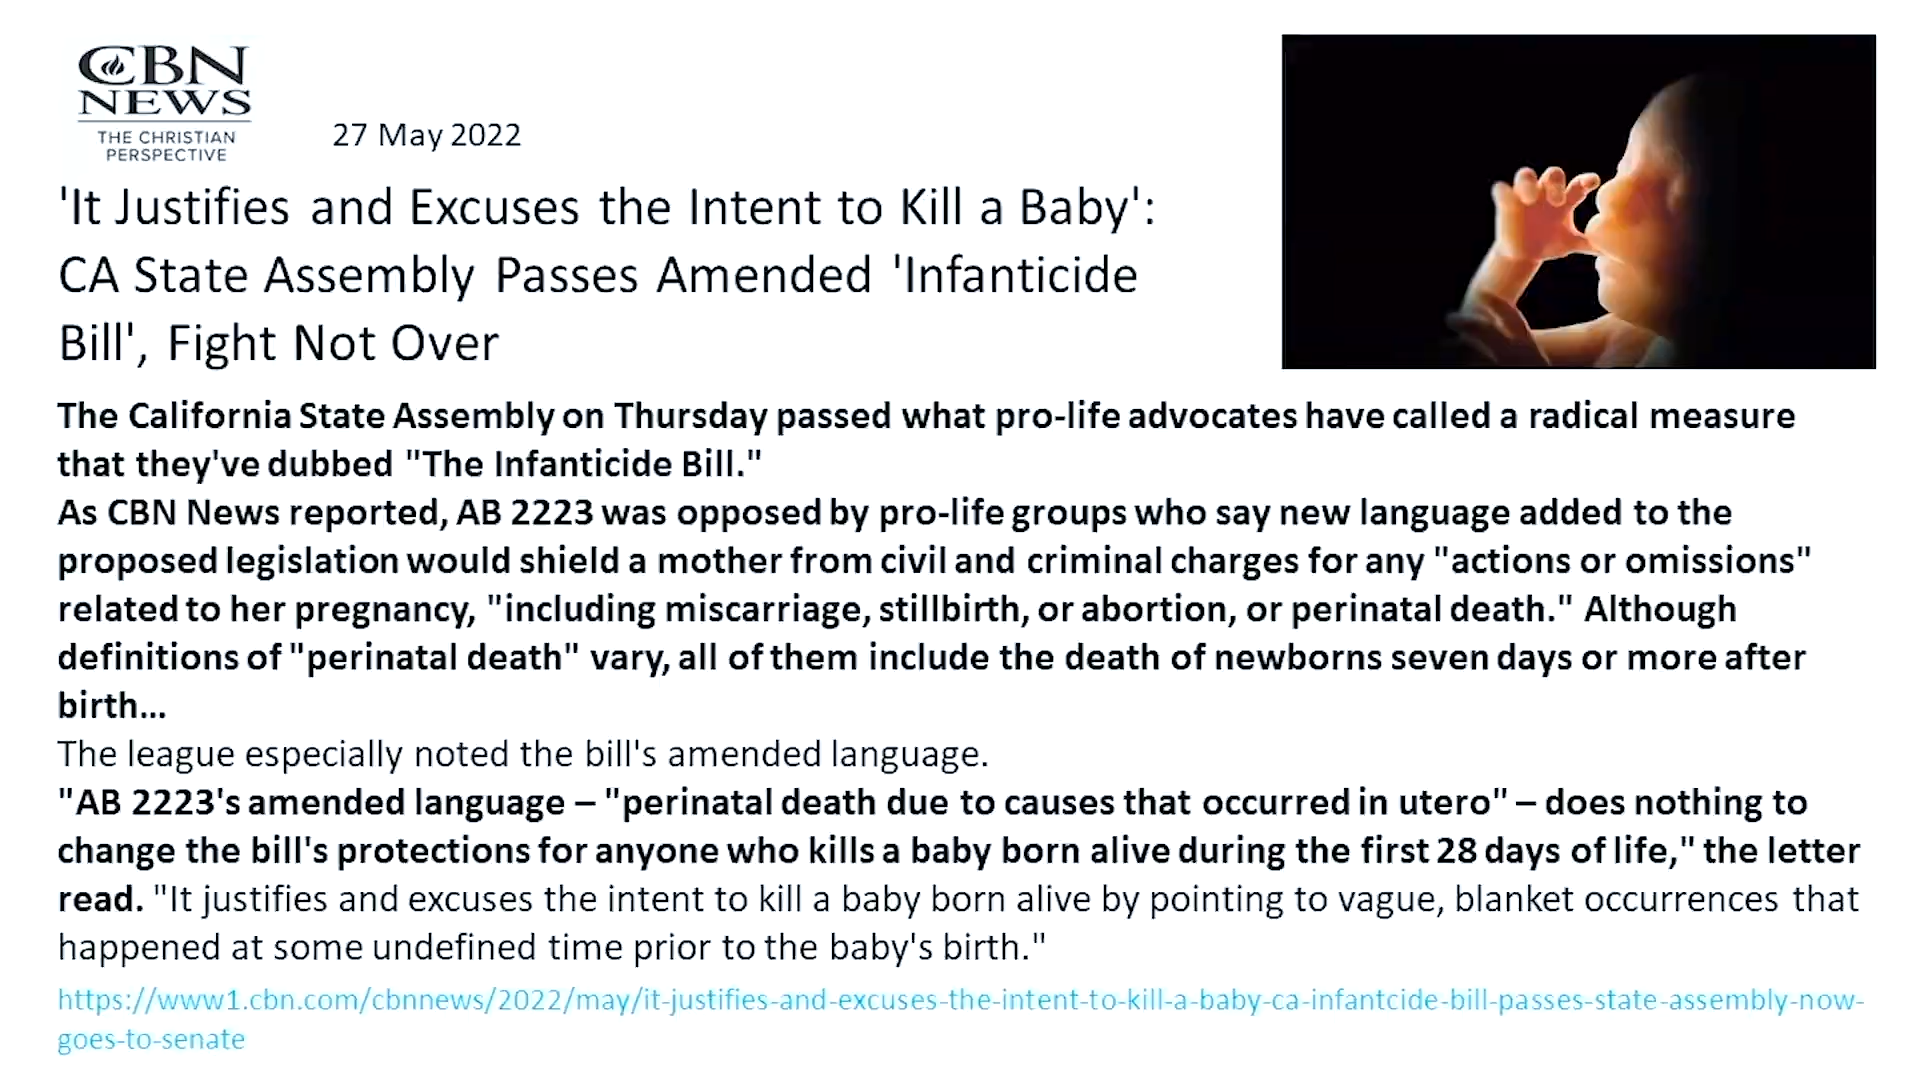 CBN
NEWS
THE CHRISTIAN
PERSPECTIVE
27 May 2022
'It Justifies and Excuses the Intent to Kill a Baby':
CA State Assembly Passes Amended 'Infanticide
Bill', Fight Not Over
The California State Assembly on Thursday passed what pro-life advocates have called a radical measure
that they've dubbed "The Infanticide Bill."
As CBN News reported, AB 2223 was opposed by pro-life groups who say new language added to the
proposed legislation would shield a mother from civil and criminal charges for any "actions or omissions"
related to her pregnancy, "including miscarriage, stillbirth, or abortion, or perinatal death." Although
definitions of "perinatal death" vary, all of them include the death of newborns seven days or more after
birth…
The league especially noted the bill's amended language.
"AB 2223's amended language – "perinatal death due to causes that occurred in utero" – does nothing to
change the bill's protections for anyone who kills a baby born alive during the first 28 days of life," the letter
read. "It justifies and excuses the intent to kill a baby born alive by pointing to vague, blanket occurrences that
happened at some undefined time prior to the baby's birth."
https://www1.cbn.com/cbnnews/2022/may/it-justifies-and-excuses-the-intent-to-kill-a-baby-ca-infantcide-bill-passes-state-assembly-now-
goes-to-senate